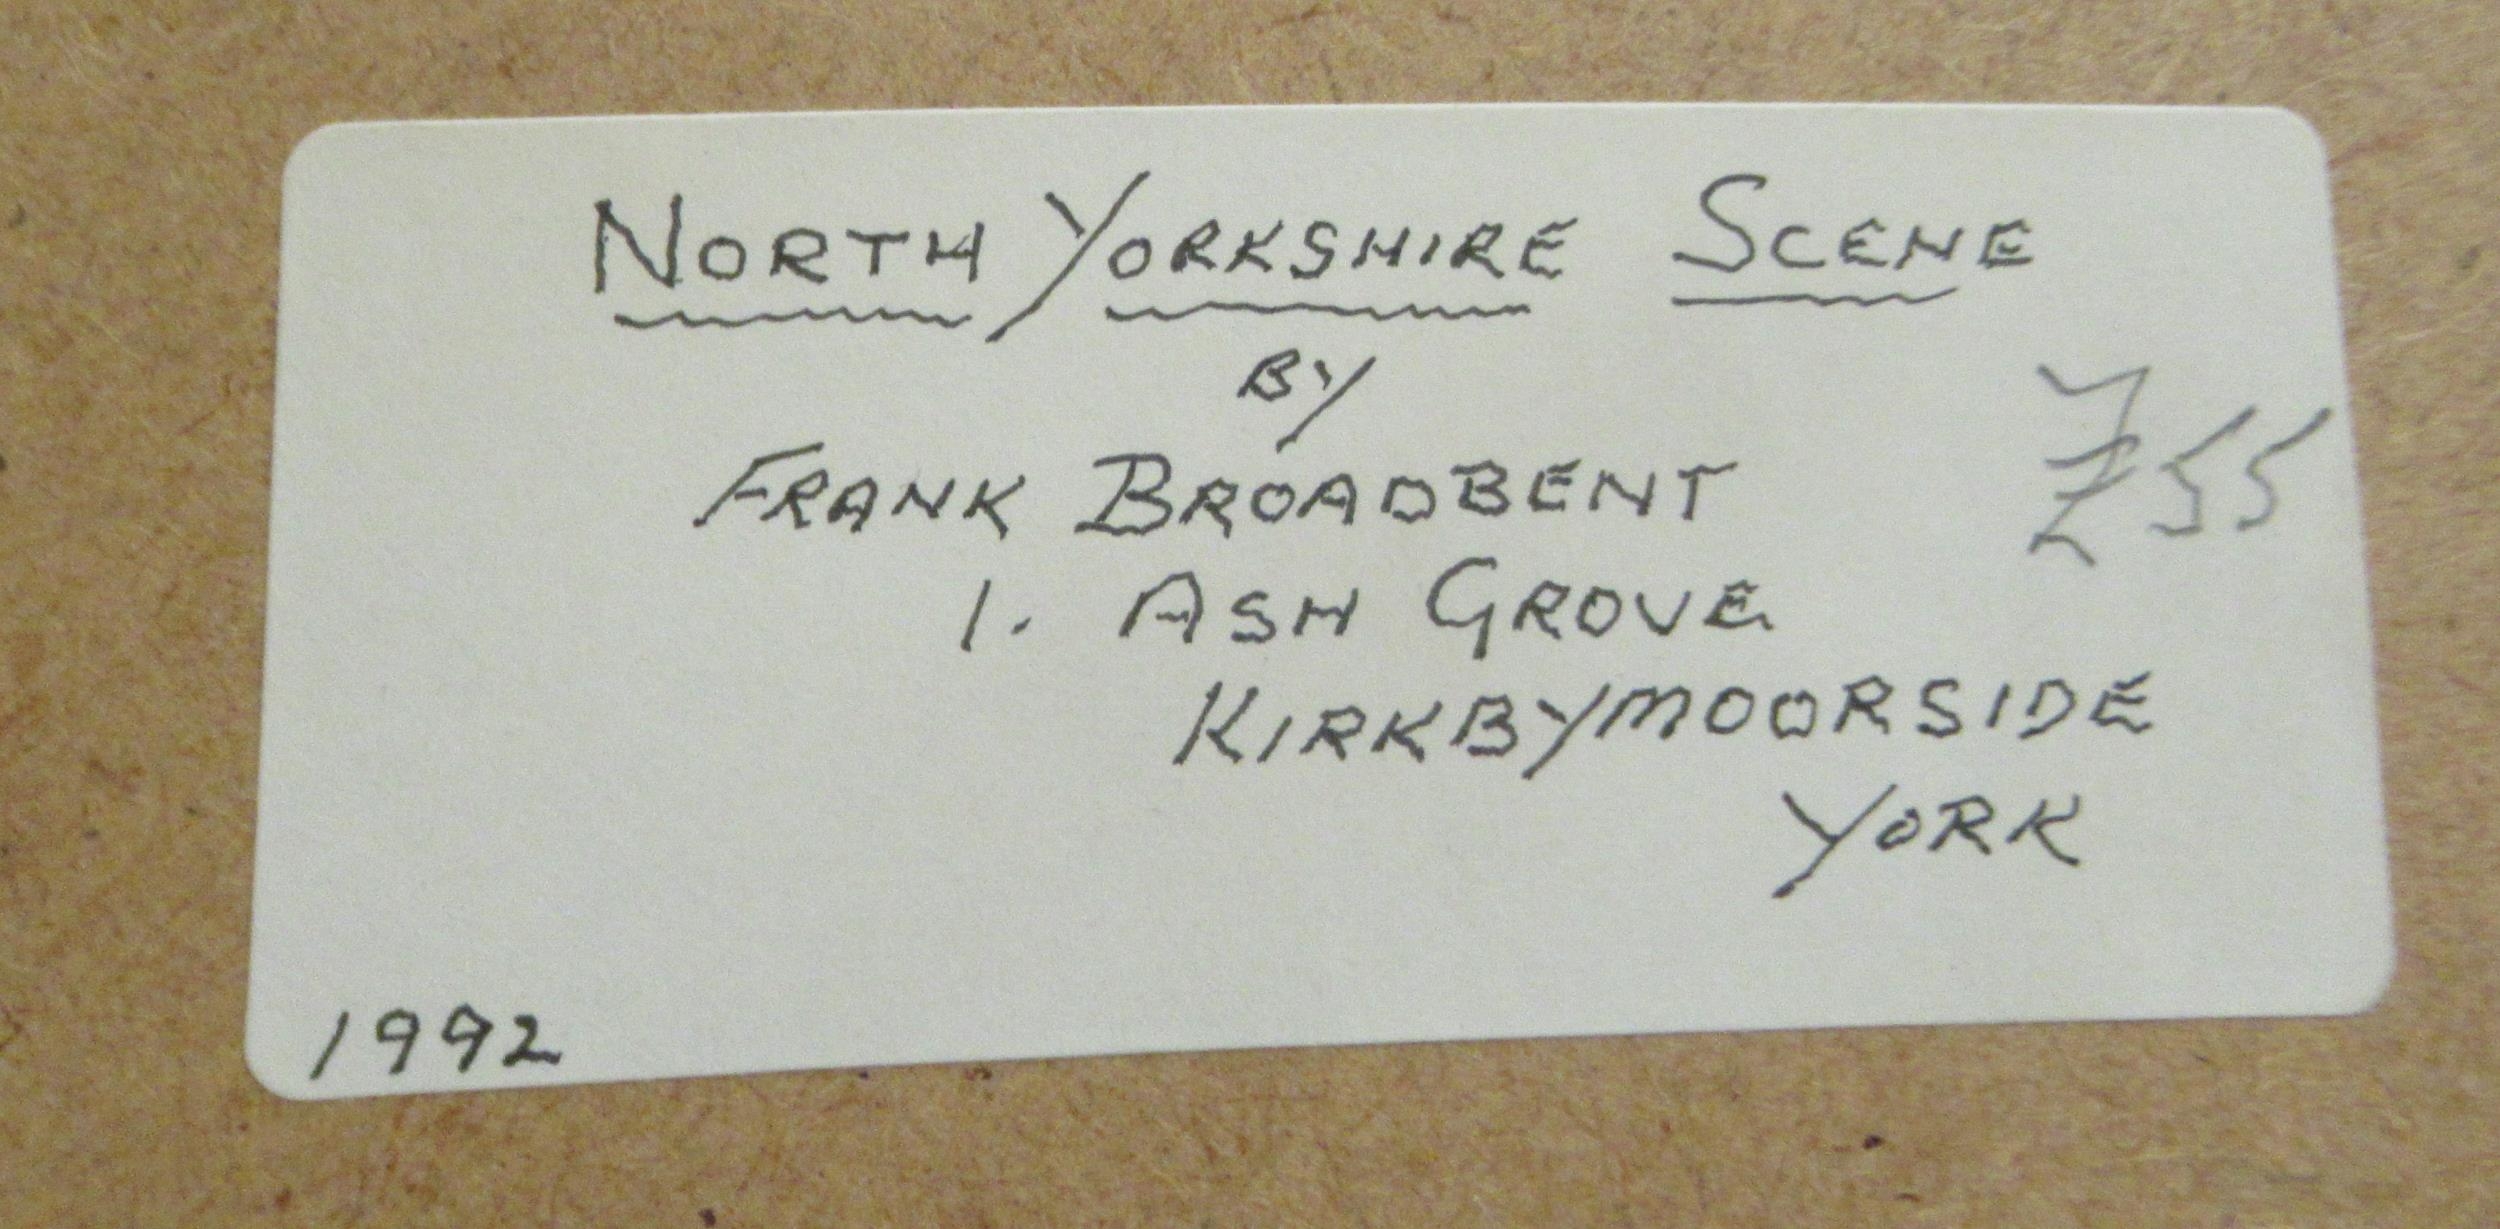 NORTH YORKSHIRE SCENE
BY
FRANK BROADBENT
£55
1. ASH GROVE
KIRKBYMOORSIDE
YORK
1992